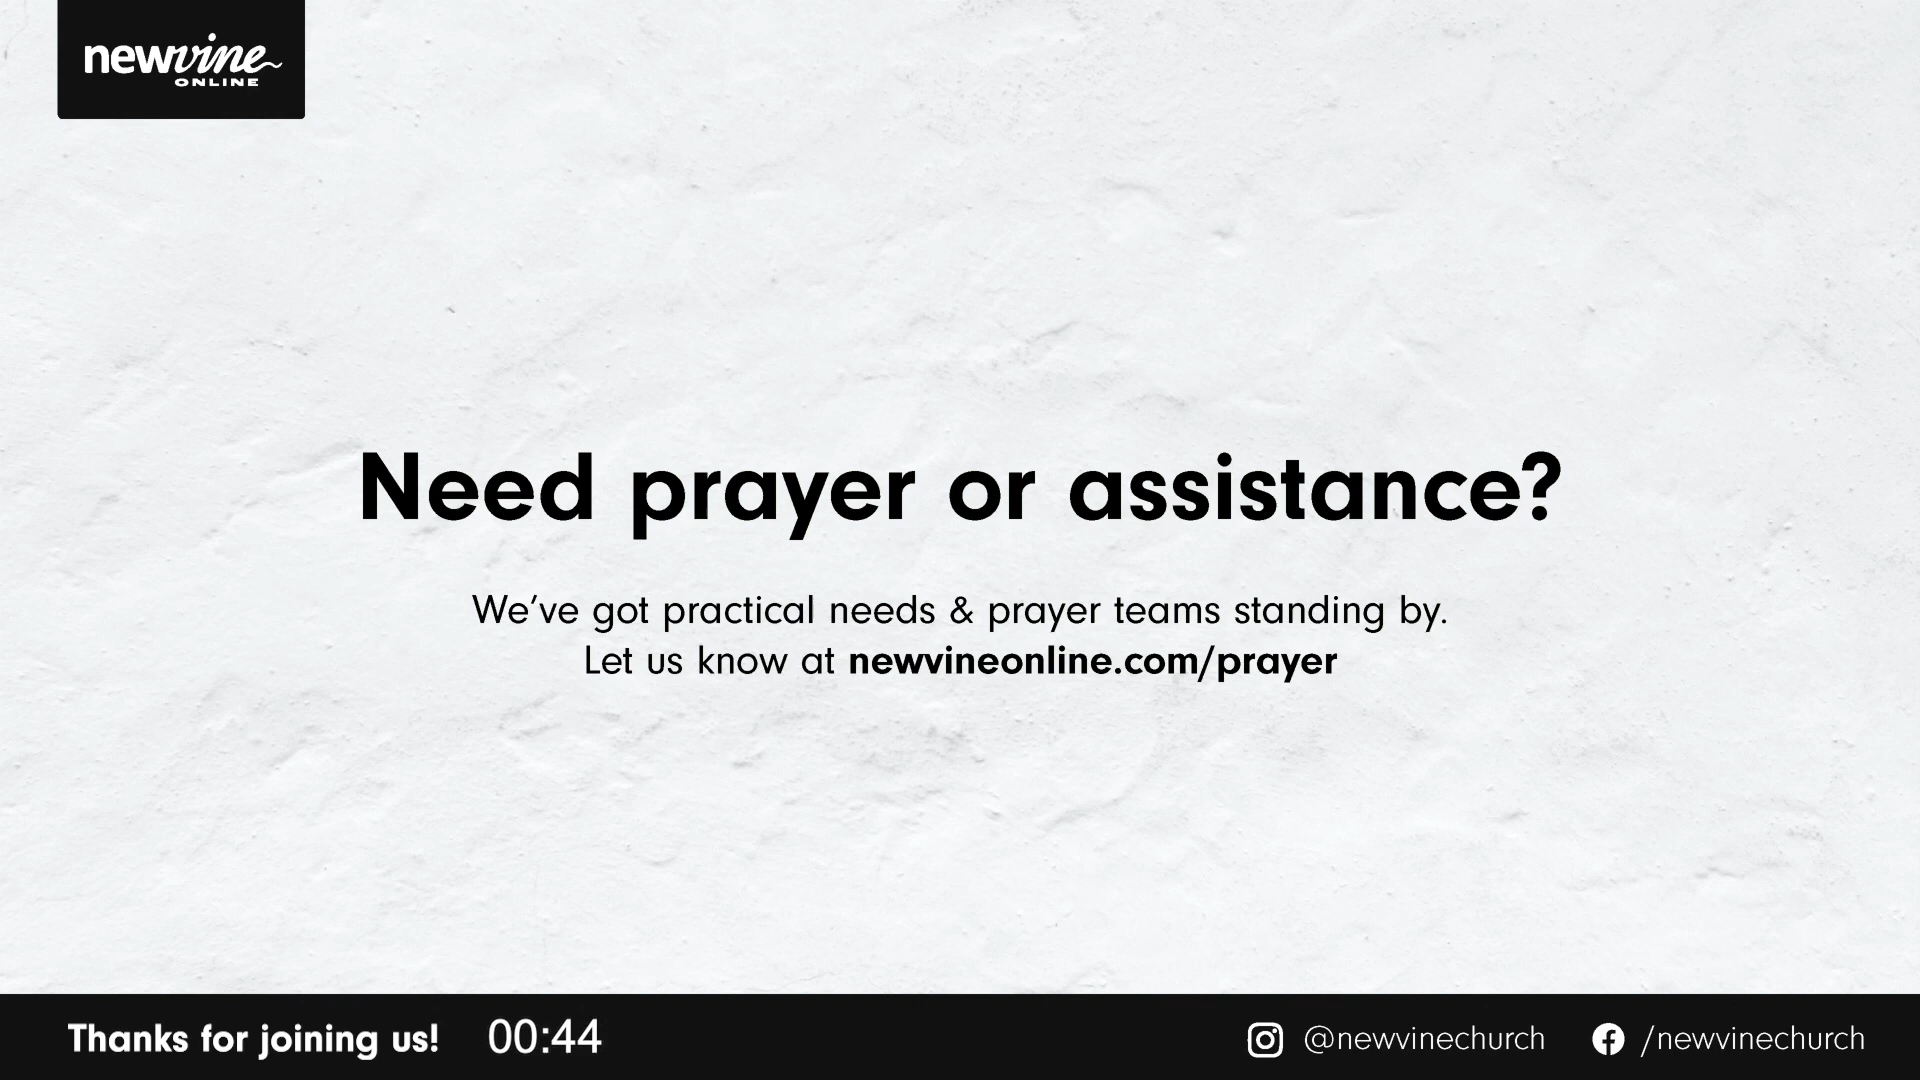 newvine
ONLINE
Need prayer or assistance?
We’ve got practical needs & prayer teams standing by.
Let us know at newvineonline.com/prayer
Thanks for joining us! 00:44 @newvinechurch /newvinechurch